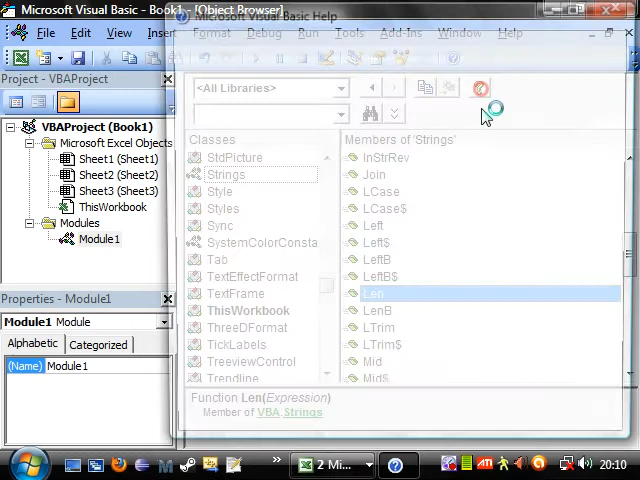 Microsoft Visual Basic - Book1 - [Object Browser]
Microsoft Visual Basic Help
File Edit View Insert Format Debug Run Tools Add-Ins Window Help
Project - VBAProject
VBAProject (Book1)
Microsoft Excel Objects
Sheet1 (Sheet1)
Sheet2 (Sheet2)
Sheet3 (Sheet3)
ThisWorkbook
Modules
Module1
Properties - Module1
Module1 Module
Alphabetic Categorized
(Name) Module1
<All Libraries>
Classes
StdPicture
Strings
Style
Styles
Sync
SystemColorConsta
Tab
TextEffectFormat
TextFrame
ThisWorkbook
ThreeDFormat
TickLabels
TreeviewControl
Trendline
Members of 'Strings'
InStrRev
Join
LCase
LCase$
Left
Left$
LeftB
LeftB$
Len
LenB
LTrim
LTrim$
Mid
Mid$
Function Len(Expression)
Member of VBA.Strings
2 Mi...
ATI
20:10